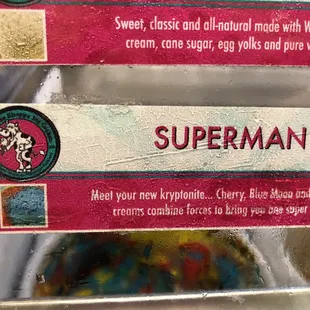 Sweet, classic and all-natural made with W
cream, cane sugar, egg yolks and pure v
SUPERMAN
Meet your new kryptonite... Cherry, Blue Moon and
creams combine forces to bring you one super